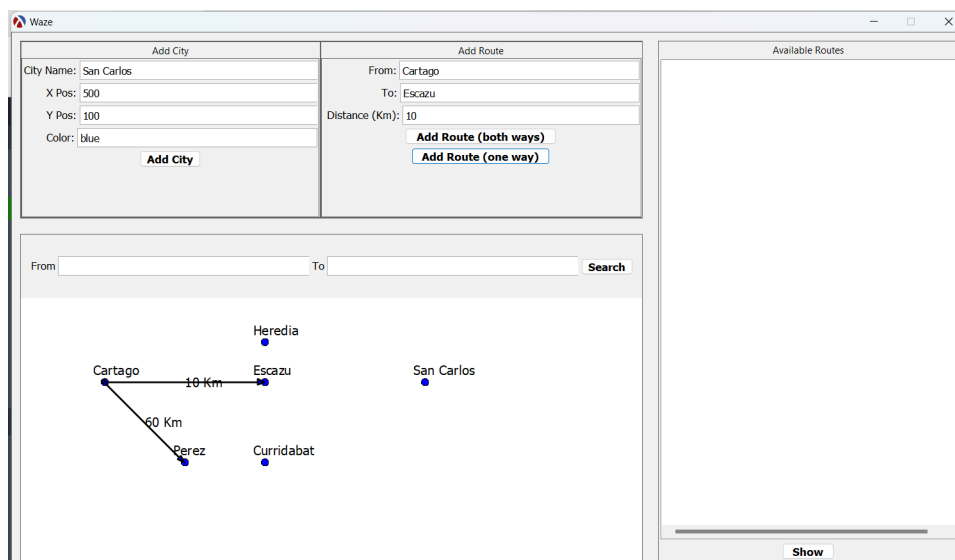 Waze
Add City
City Name: San Carlos
X Pos: 500
Y Pos: 100
Color: blue
Add City
Add Route
From: Cartago
To: Escazu
Distance (Km): 10
Add Route (both ways)
Add Route (one way)
Available Routes
From To Search
Heredia
Cartago Escazu San Carlos
10 Km
60 Km
Perez Curridabat
Show